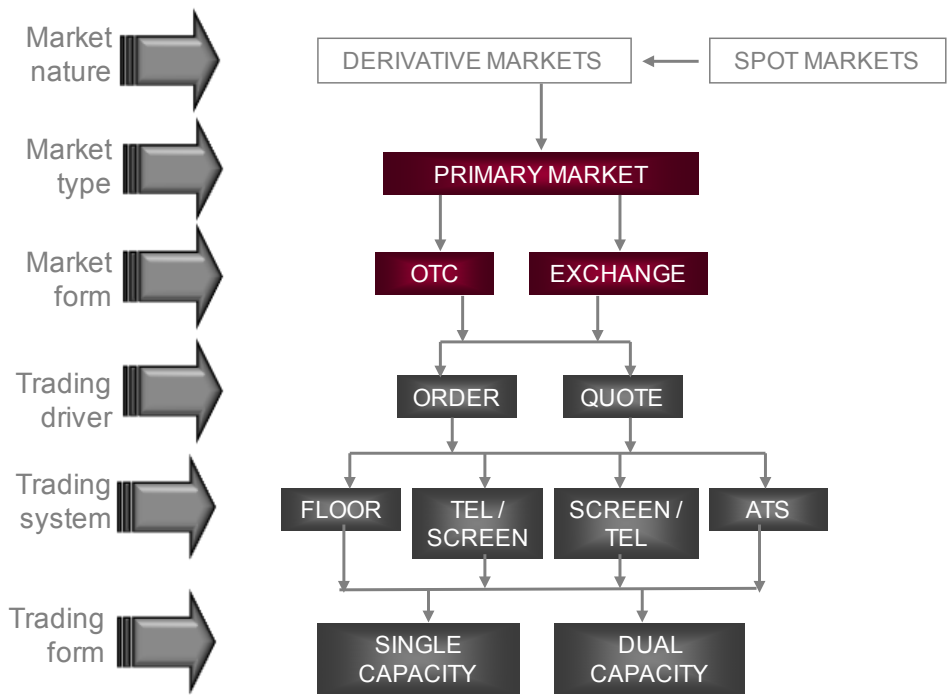 Market
nature
DERIVATIVE MARKETS
SPOT MARKETS
Market
type
PRIMARY MARKET
Market
form
OTC
EXCHANGE
Trading
driver
ORDER
QUOTE
Trading
system
FLOOR
TEL /
SCREEN
SCREEN /
TEL
ATS
Trading
form
SINGLE
CAPACITY
DUAL
CAPACITY